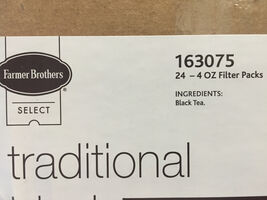 Farmer Brothers®
SELECT
163075
24 – 4 OZ Filter Packs
INGREDIENTS:
Black Tea.
traditional